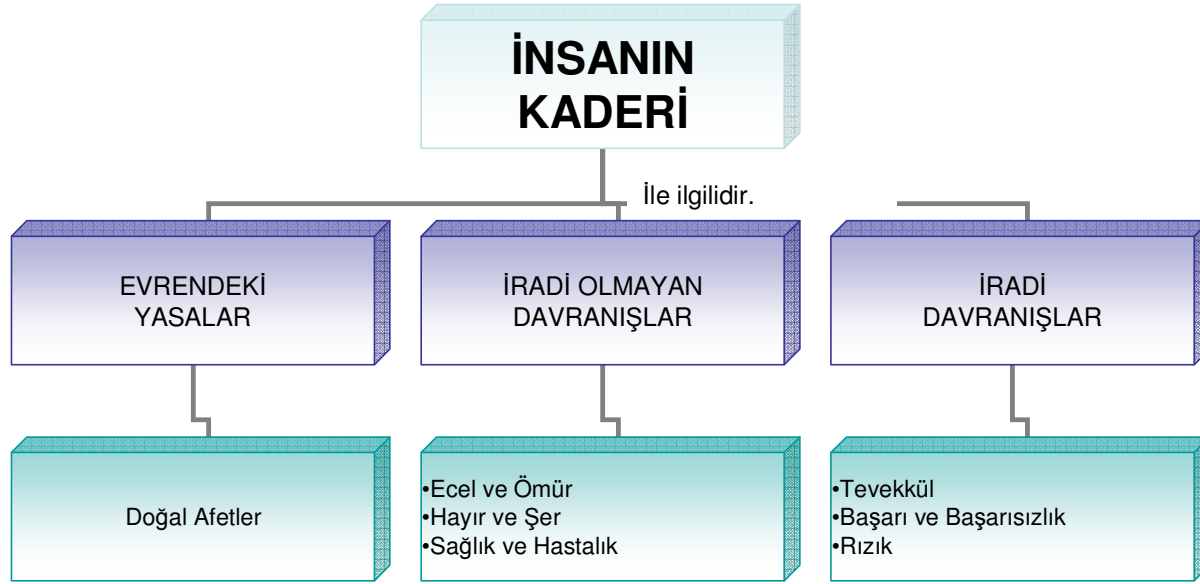 İNSANIN
KADERİ
İle ilgilidir.
EVRENDEKİ
YASALAR
İRADİ OLMAYAN
DAVRANIŞLAR
İRADİ
DAVRANIŞLAR
Doğal Afetler
•Ecel ve Ömür
•Hayır ve Şer
•Sağlık ve Hastalık
•Tevekkül
•Başarı ve Başarısızlık
•Rızık